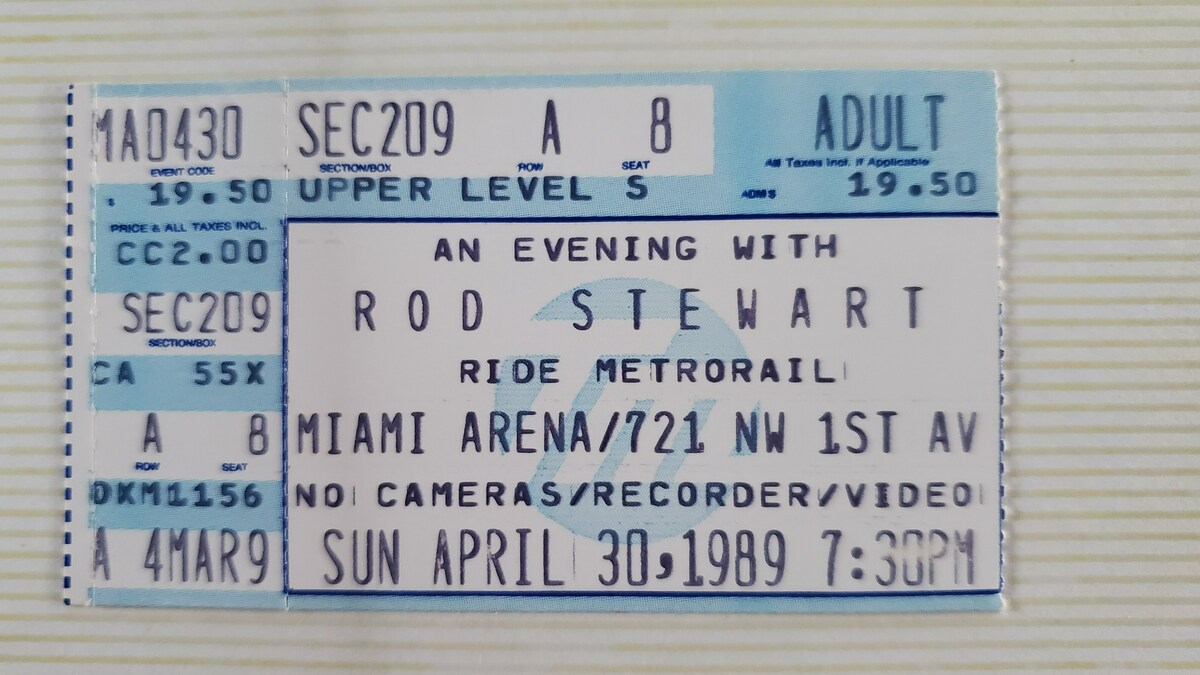 MA0430
EVENT CODE
19.50
PRICE & ALL TAXES INCL.
CC2.00
SEC209
SECTION/BOX
CA 55X
A 8
ROW SEAT
DKM1156
A 4MAR9
SEC209 A 8 ADULT
SECTION/BOX ROW SEAT All Taxes Incl. If Applicable
UPPER LEVEL S ADMS 19.50
AN EVENING WITH
ROD STEWART
RIDE METRORAIL
MIAMI ARENA/721 NW 1ST AV
NO CAMERAS/RECORDER/VIDEO
SUN APRIL 30,1989 7:30PM